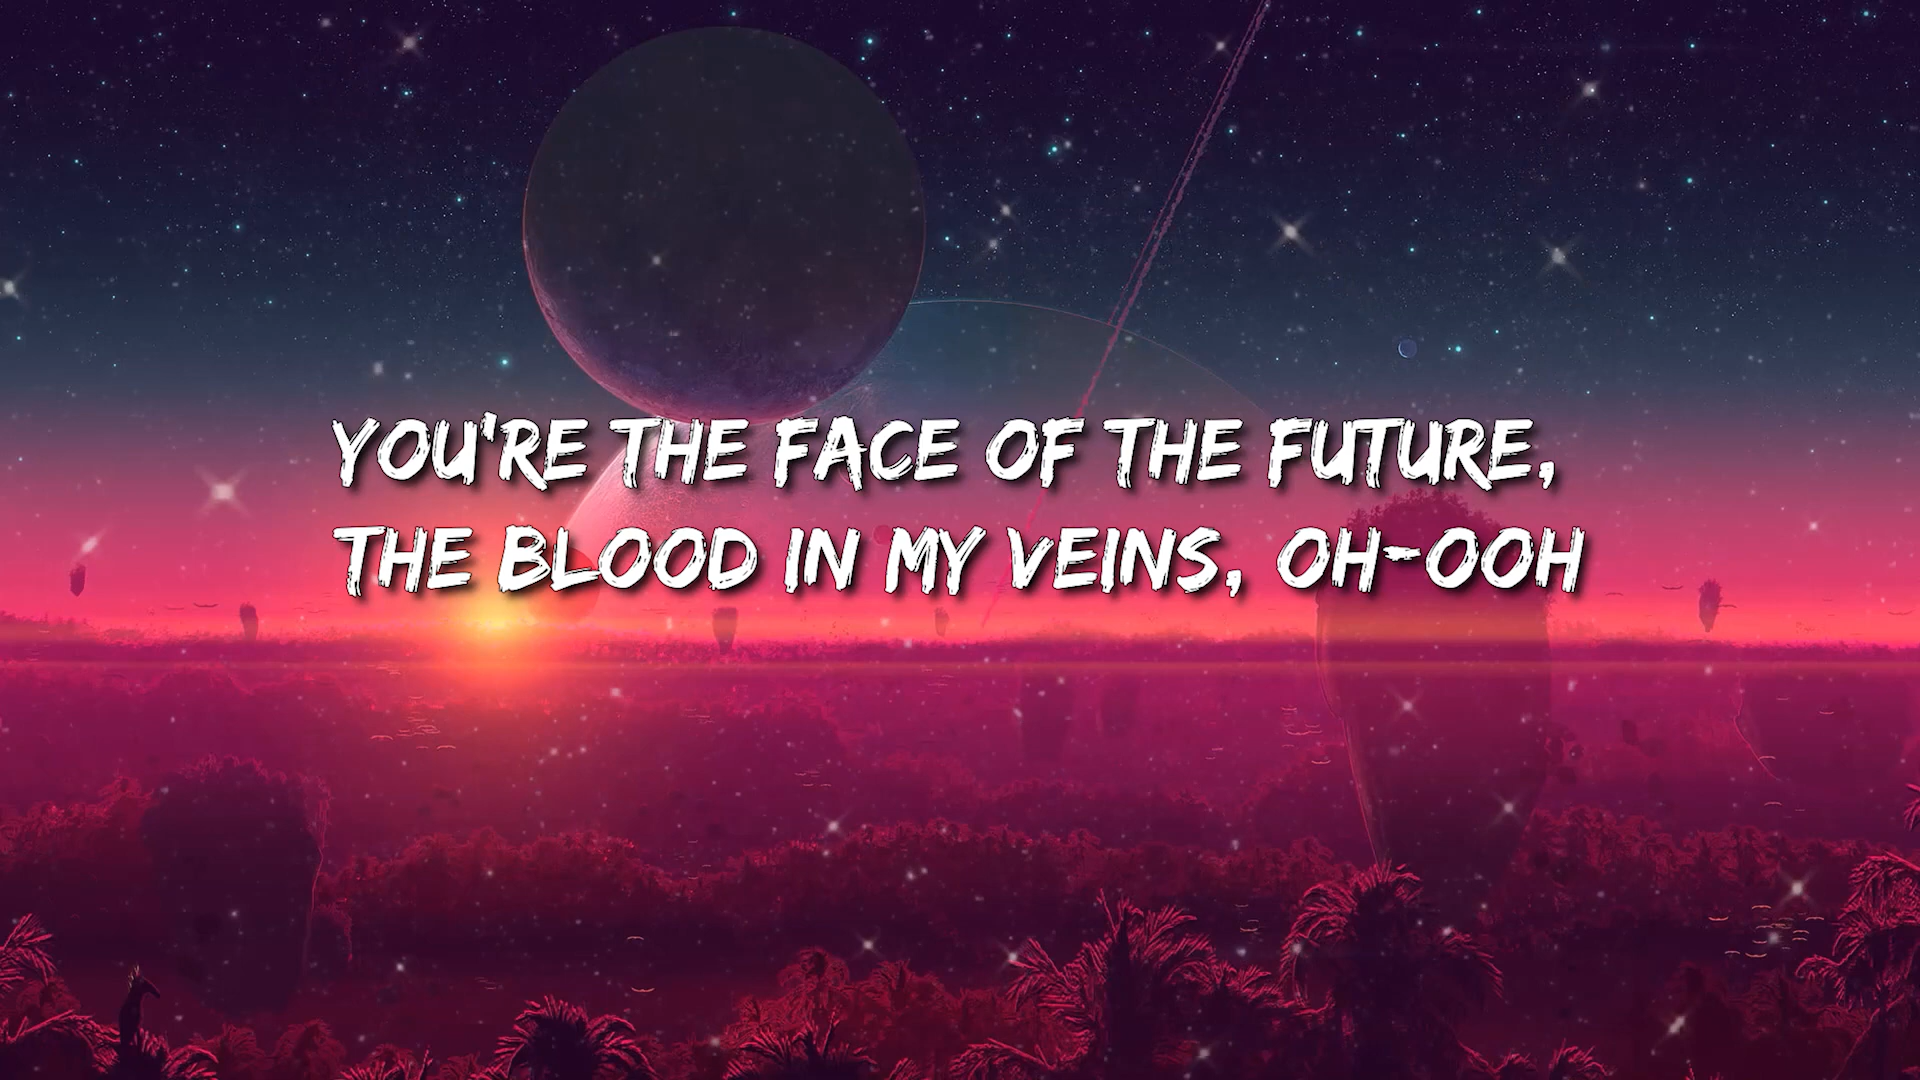 YOU'RE THE FACE OF THE FUTURE,
THE BLOOD IN MY VEINS, OH-OOH